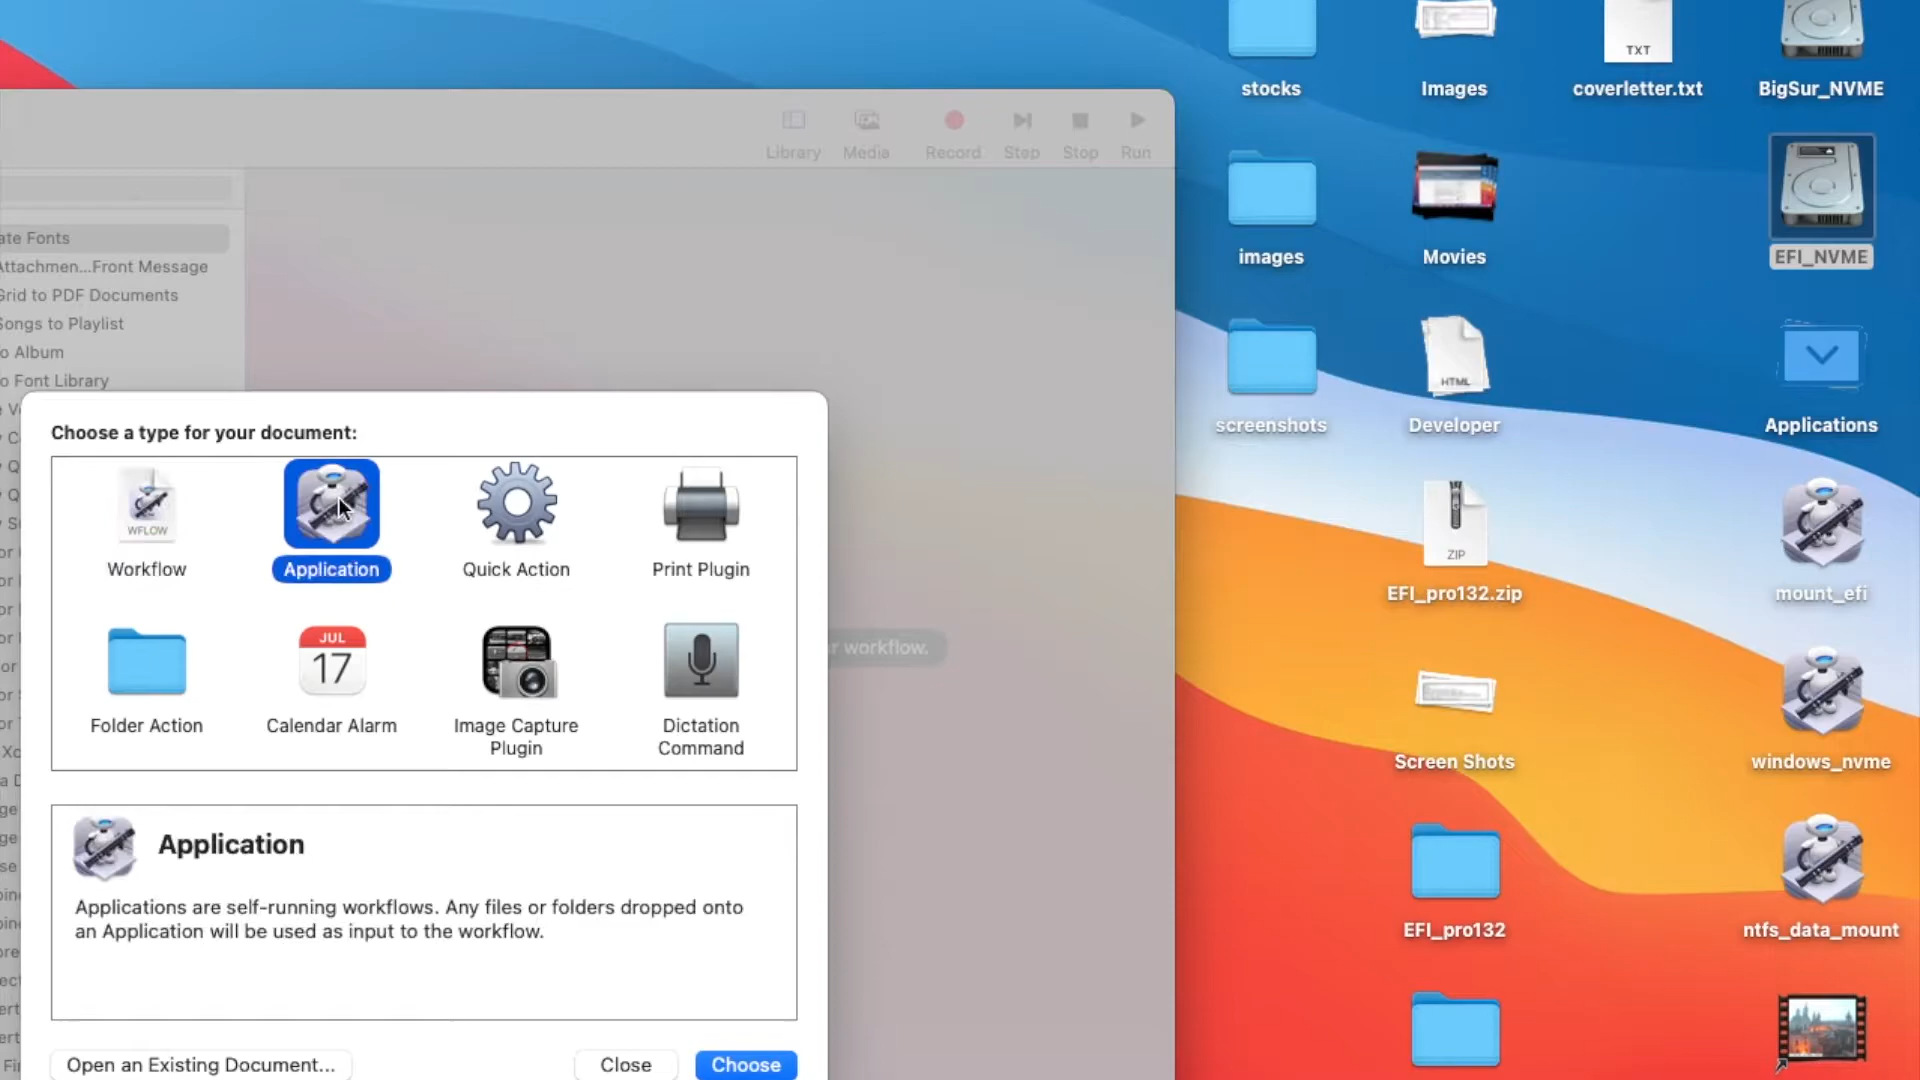 Library
Media
Record
Step
Stop
Run
ate Fonts
Attachmen...Front Message
Grid to PDF Documents
Songs to Playlist
o Album
o Font Library
r workflow.
Choose a type for your document:
WFLOW
Workflow
Application
Quick Action
Print Plugin
Folder Action
JUL
17
Calendar Alarm
Image Capture
Plugin
Dictation
Command
Application
Applications are self-running workflows. Any files or folders dropped onto
an Application will be used as input to the workflow.
Open an Existing Document...
Close
Choose
stocks
Images
TXT
coverletter.txt
BigSur_NVME
images
Movies
EFI_NVME
screenshots
HTML
Developer
Applications
ZIP
EFI_pro132.zip
mount_efi
Screen Shots
windows_nvme
EFI_pro132
ntfs_data_mount